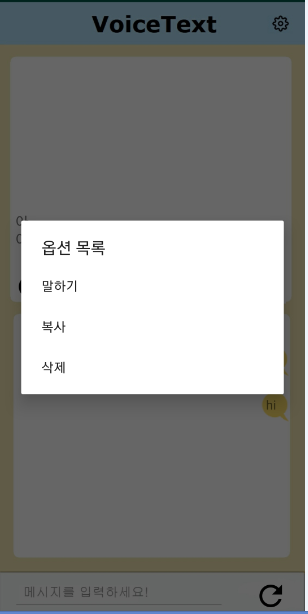 VoiceText
옵션 목록
말하기
복사
삭제
hi
메시지를 입력하세요!